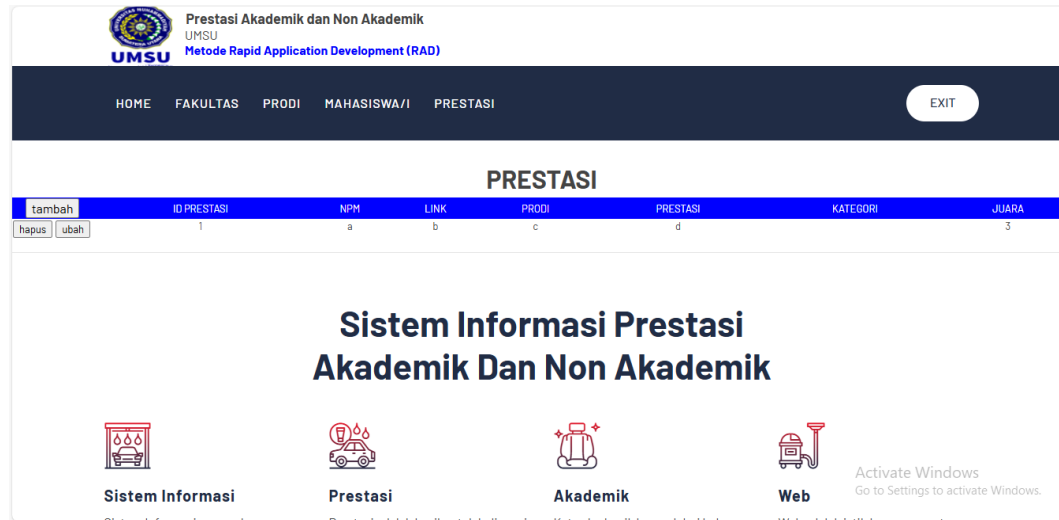 Prestasi Akademik dan Non Akademik
UMSU
Metode Rapid Application Development (RAD)
UMSU
HOME FAKULTAS PRODI MAHASISWA/I PRESTASI EXIT
PRESTASI
tambah ID PRESTASI NPM LINK PRODI PRESTASI KATEGORI JUARA
hapus ubah 1 a b c d 3
Sistem Informasi Prestasi
Akademik Dan Non Akademik
Activate Windows
Go to Settings to activate Windows.
Sistem Informasi Prestasi Akademik Web